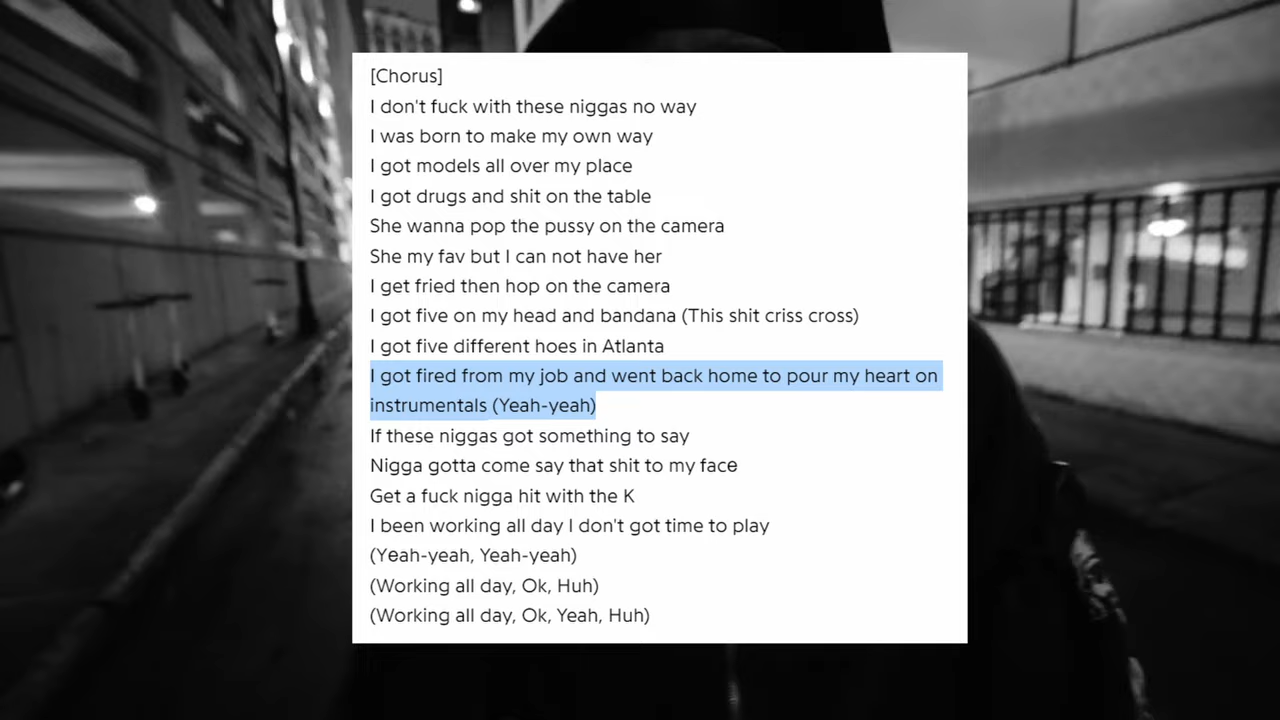 [Chorus]
I don't fuck with these niggas no way
I was born to make my own way
I got models all over my place
I got drugs and shit on the table
She wanna pop the pussy on the camera
She my fav but I can not have her
I get fried then hop on the camera
I got five on my head and bandana (This shit criss cross)
I got five different hoes in Atlanta
I got fired from my job and went back home to pour my heart on
instrumentals (Yeah-yeah)
If these niggas got something to say
Nigga gotta come say that shit to my face
Get a fuck nigga hit with the K
I been working all day I don't got time to play
(Yeah-yeah, Yeah-yeah)
(Working all day, Ok, Huh)
(Working all day, Ok, Yeah, Huh)